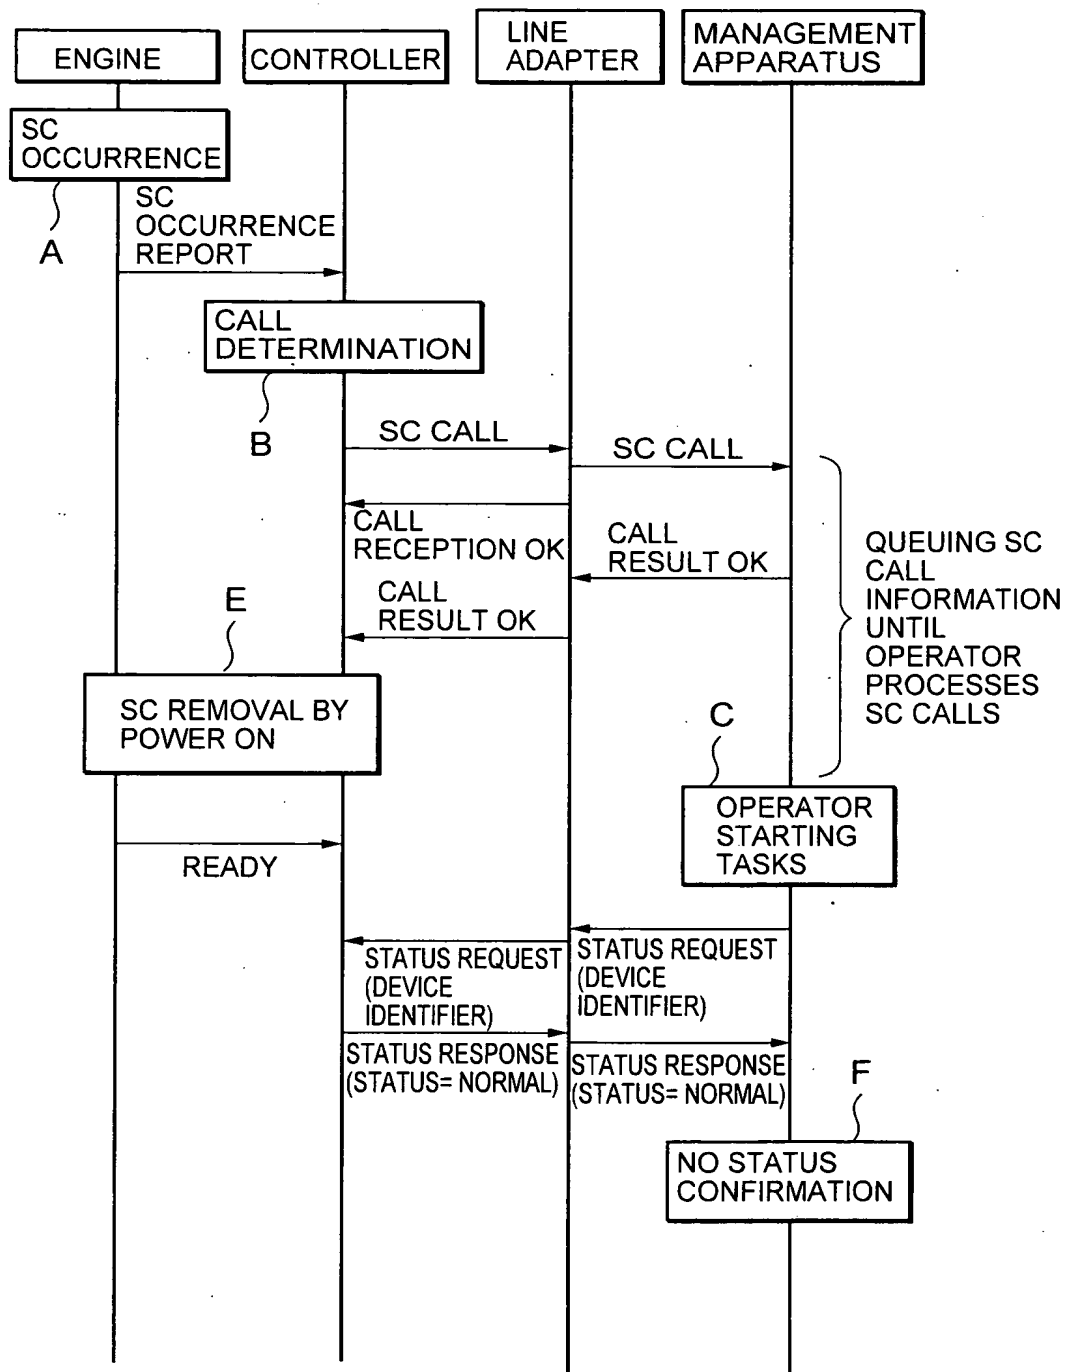 ENGINE
CONTROLLER
LINE
ADAPTER
MANAGEMENT
APPARATUS
SC
OCCURRENCE
A
SC
OCCURRENCE
REPORT
CALL
DETERMINATION
B
SC CALL
SC CALL
CALL
RECEPTION OK
CALL
RESULT OK
CALL
RESULT OK
QUEUING SC
CALL
INFORMATION
UNTIL
OPERATOR
PROCESSES
SC CALLS
E
SC REMOVAL BY
POWER ON
C
OPERATOR
STARTING
TASKS
READY
STATUS REQUEST
(DEVICE
IDENTIFIER)
STATUS REQUEST
(DEVICE
IDENTIFIER)
STATUS RESPONSE
(STATUS= NORMAL)
STATUS RESPONSE
(STATUS= NORMAL)
F
NO STATUS
CONFIRMATION